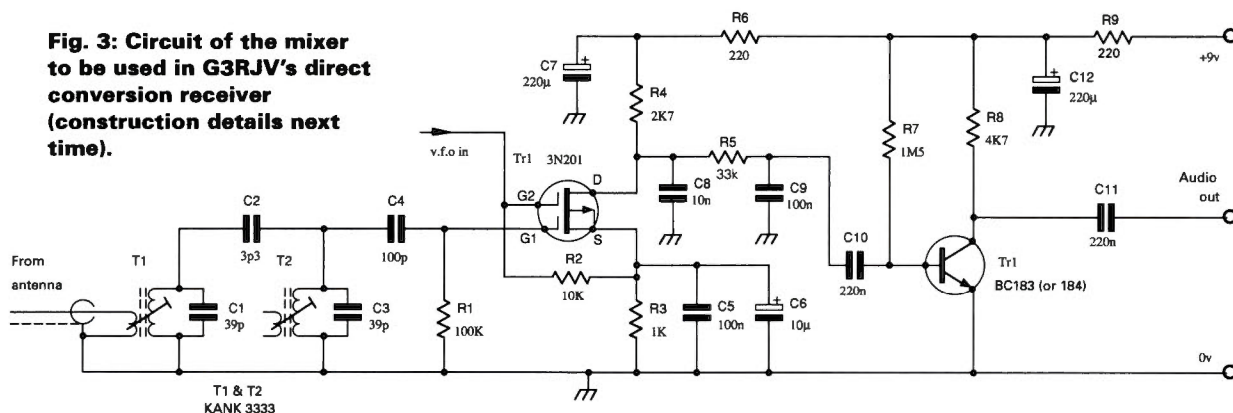 Fig. 3: Circuit of the mixer
to be used in G3RJV's direct
conversion receiver
(construction details next
time).
R6
220
R9
220
+9v
C7
220µ
+
R4
2K7
C12
220µ
+
R7
1M5
R8
4K7
v.f.o in
Tr1
3N201
R5
33k
D
G2
G1
S
C8
10n
C9
100n
C11
220n
Audio
out
C2
3p3
C4
100p
C10
220n
Tr1
BC183 (or 184)
From
antenna
T1
T2
R2
10K
C1
39p
C3
39p
R1
100K
R3
1K
C5
100n
C6
10µ
+
0v
T1 & T2
KANK 3333